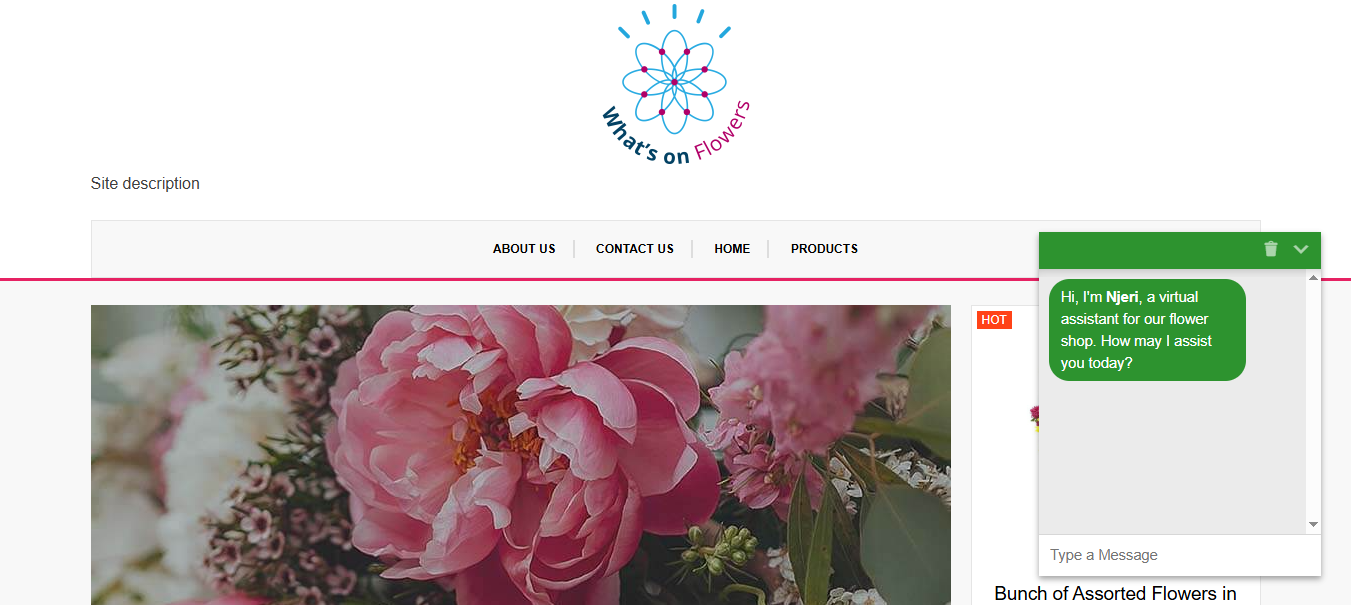 What's on Flowers
Site description
ABOUT US
CONTACT US
HOME
PRODUCTS
HOT
Hi, I'm Njeri, a virtual
assistant for our flower
shop. How may I assist
you today?
Type a Message
Bunch of Assorted Flowers in